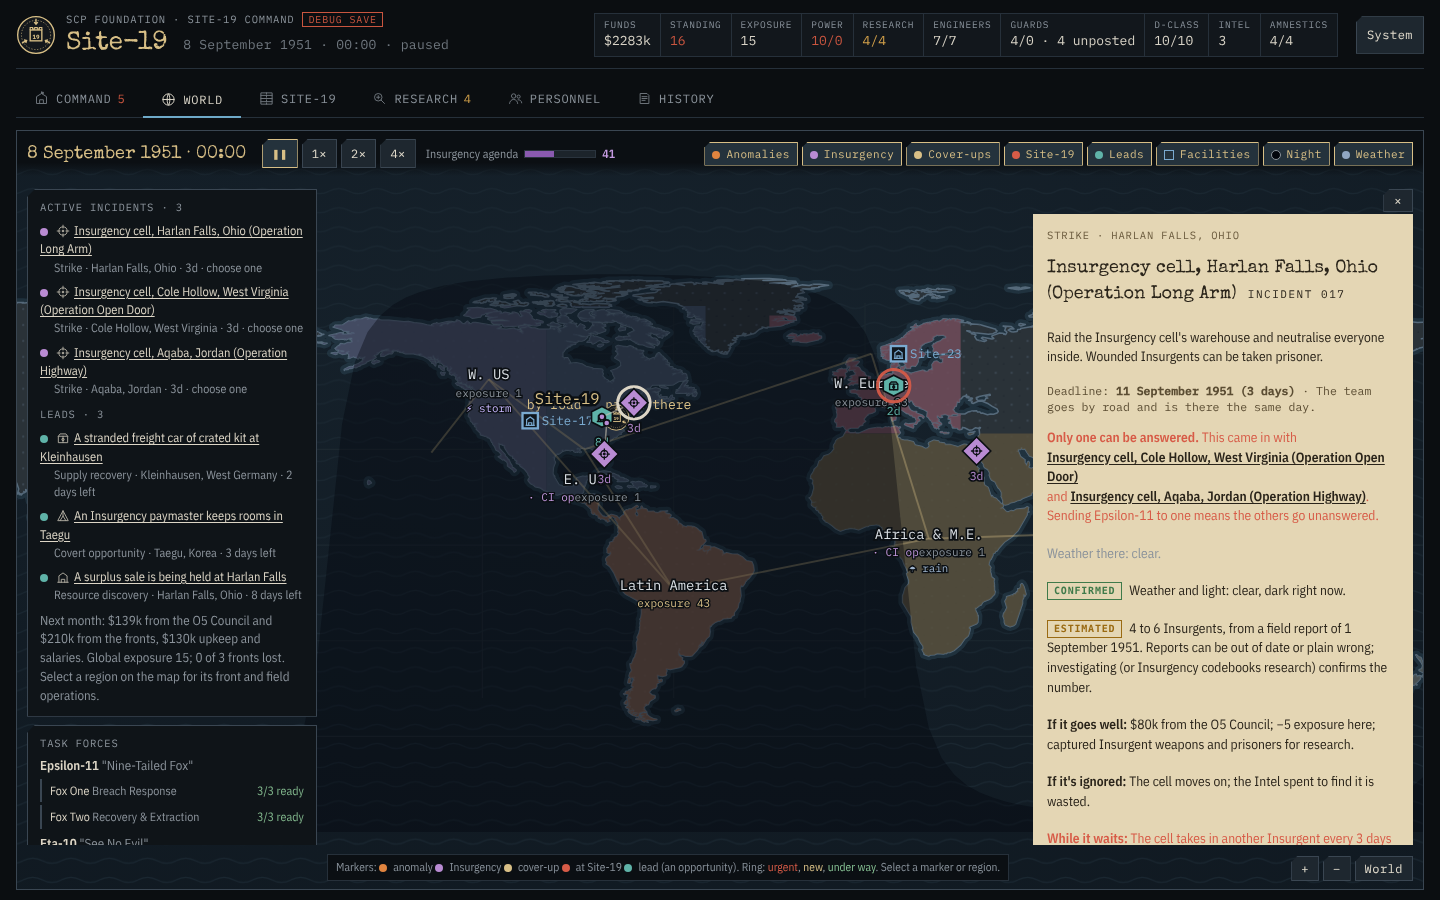 SCP FOUNDATION · SITE-19 COMMAND DEBUG SAVE
Site-19
8 September 1951 · 00:00 · paused
FUNDS
$2283k
STANDING
16
EXPOSURE
15
POWER
10/0
RESEARCH
4/4
ENGINEERS
7/7
GUARDS
4/0 · 4 unposted
D-CLASS
10/10
INTEL
3
AMNESTICS
4/4
System
COMMAND 5
WORLD
SITE-19
RESEARCH 4
PERSONNEL
HISTORY
8 September 1951 · 00:00
1×
2×
4×
Insurgency agenda 41
Anomalies
Insurgency
Cover-ups
Site-19
Leads
Facilities
Night
Weather
ACTIVE INCIDENTS · 3
Insurgency cell, Harlan Falls, Ohio (Operation
Long Arm)
Strike · Harlan Falls, Ohio · 3d · choose one
Insurgency cell, Cole Hollow, West Virginia
(Operation Open Door)
Strike · Cole Hollow, West Virginia · 3d · choose one
Insurgency cell, Aqaba, Jordan (Operation
Highway)
Strike · Aqaba, Jordan · 3d · choose one
LEADS · 3
A stranded freight car of crated kit at
Kleinhausen
Supply recovery · Kleinhausen, West Germany · 2
days left
An Insurgency paymaster keeps rooms in
Taegu
Covert opportunity · Taegu, Korea · 3 days left
A surplus sale is being held at Harlan Falls
Resource discovery · Harlan Falls, Ohio · 8 days left
Next month: $139k from the O5 Council and
$210k from the fronts, $130k upkeep and
salaries. Global exposure 15; 0 of 3 fronts lost.
Select a region on the map for its front and field
operations.
TASK FORCES
Epsilon-11 "Nine-Tailed Fox"
Fox One Breach Response 3/3 ready
Fox Two Recovery & Extraction 3/3 ready
Eta-10 "See No Evil"
W. US
exposure 1
⚡ storm
Site-19
by road
there
Site-17
3d
3d
E. U
· CI op
exposure 1
Latin America
exposure 43
W. Europe
exposure
Site-23
2d
3d
Africa & M.E.
· CI op
exposure 1
☂ rain
×
STRIKE · HARLAN FALLS, OHIO
Insurgency cell, Harlan Falls, Ohio
(Operation Long Arm) INCIDENT 017
Raid the Insurgency cell's warehouse and neutralise everyone
inside. Wounded Insurgents can be taken prisoner.
Deadline: 11 September 1951 (3 days) · The team
goes by road and is there the same day.
Only one can be answered. This came in with
Insurgency cell, Cole Hollow, West Virginia (Operation Open
Door)
and Insurgency cell, Aqaba, Jordan (Operation Highway).
Sending Epsilon-11 to one means the others go unanswered.
Weather there: clear.
CONFIRMED Weather and light: clear, dark right now.
ESTIMATED 4 to 6 Insurgents, from a field report of 1
September 1951. Reports can be out of date or plain wrong;
investigating (or Insurgency codebooks research) confirms the
number.
If it goes well: $80k from the O5 Council; −5 exposure here;
captured Insurgent weapons and prisoners for research.
If it's ignored: The cell moves on; the Intel spent to find it is
wasted.
While it waits: The cell takes in another Insurgent every 3 days
Markers: anomaly Insurgency cover-up at Site-19 lead (an opportunity). Ring: urgent, new, under way. Select a marker or region.
+
−
World